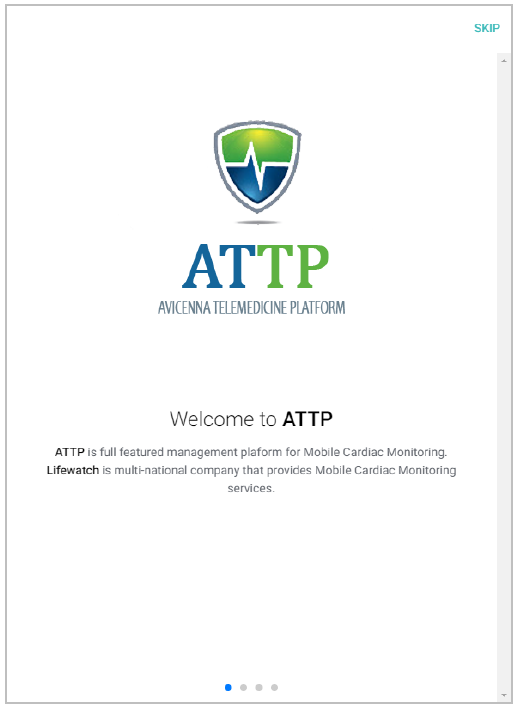 SKIP
ATTP
AVICENNA TELEMEDICINE PLATFORM
Welcome to ATTP
ATTP is full featured management plaform for Mobile Cardiac Monitoring.
Lifewatch is multi-national company that provides Mobile Cardiac Monitoring
services.